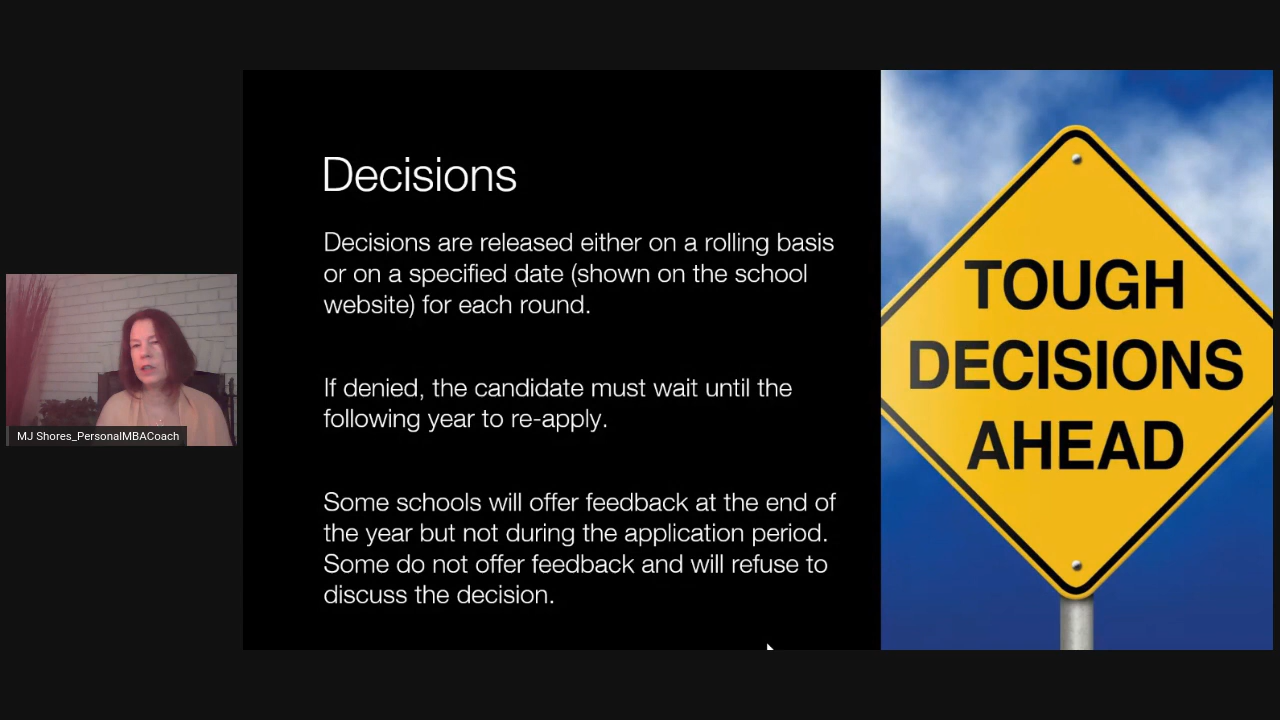 Decisions
Decisions are released either on a rolling basis
or on a specified date (shown on the school
website) for each round.
If denied, the candidate must wait until the
following year to re-apply.
Some schools will offer feedback at the end of
the year but not during the application period.
Some do not offer feedback and will refuse to
discuss the decision.
TOUGH
DECISIONS
AHEAD
MJ Shores_PersonalMBACoach